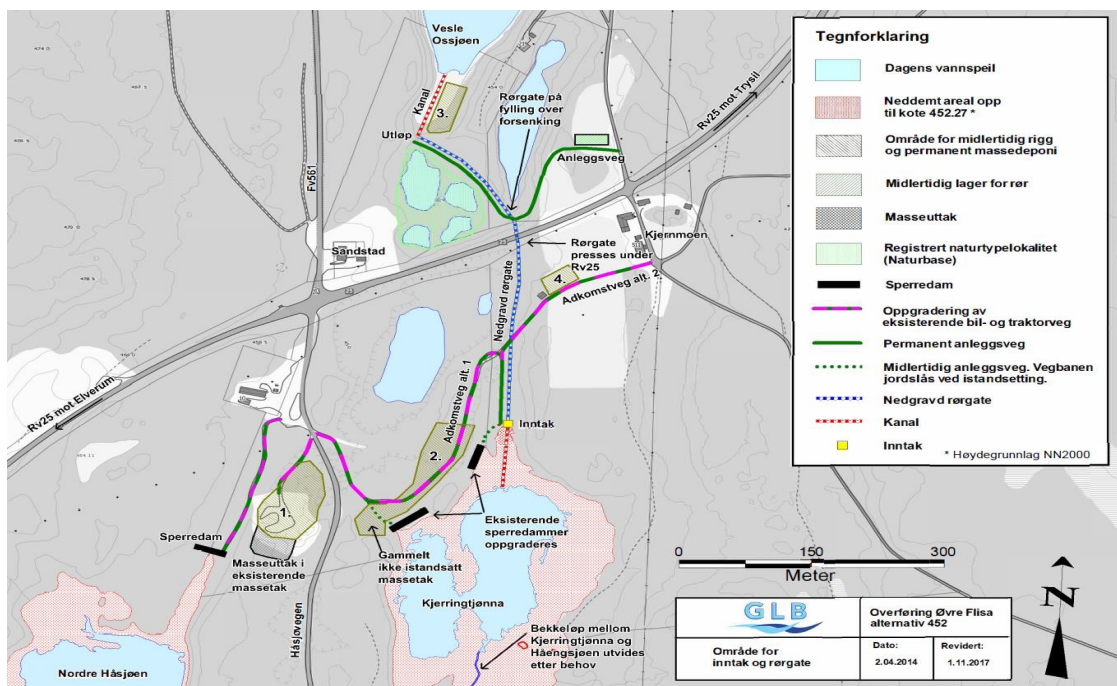 Vesle
Ossjøen
Kanal
3.
Utløp
Rørgate på
fylling over
forsenking
Anleggsveg
Rv25 mot Trysil
Fv561
Sandstad
Kjernmoen
Rørgate
presses under
Rv25
4.
Adkomstveg alt. 2
Nedgravd rørgate
Adkomstveg alt. 1
Rv25 mot Elverum
Inntak
2.
1.
Sperredam
Masseuttak i
eksisterende
massetak
Gammelt
ikke istandsatt
massetak
Eksisterende
sperredammer
oppgraderes
Kjerringtjønna
Håsjøvegen
Bekkeløp mellom
Kjerringtjønna og
Håengsjøen utvides
etter behov
Nordre Håsjøen
Tegnforklaring
Dagens vannspeil
Neddemt areal opp
til kote 452.27 *
Område for midlertidig rigg
og permanent massedeponi
Midlertidig lager for rør
Masseuttak
Registrert naturtypelokalitet
(Naturbase)
Sperredam
Oppgradering av
eksisterende bil- og traktorveg
Permanent anleggsveg
Midlertidig anleggsveg. Vegbanen
jordslås ved istandsetting.
Nedgravd rørgate
Kanal
Inntak
* Høydegrunnlag NN2000
0 150 300
Meter
N
GLB
Område for
inntak og rørgate
Overføring Øvre Flisa
alternativ 452
Dato: Revidert:
2.04.2014 1.11.2017